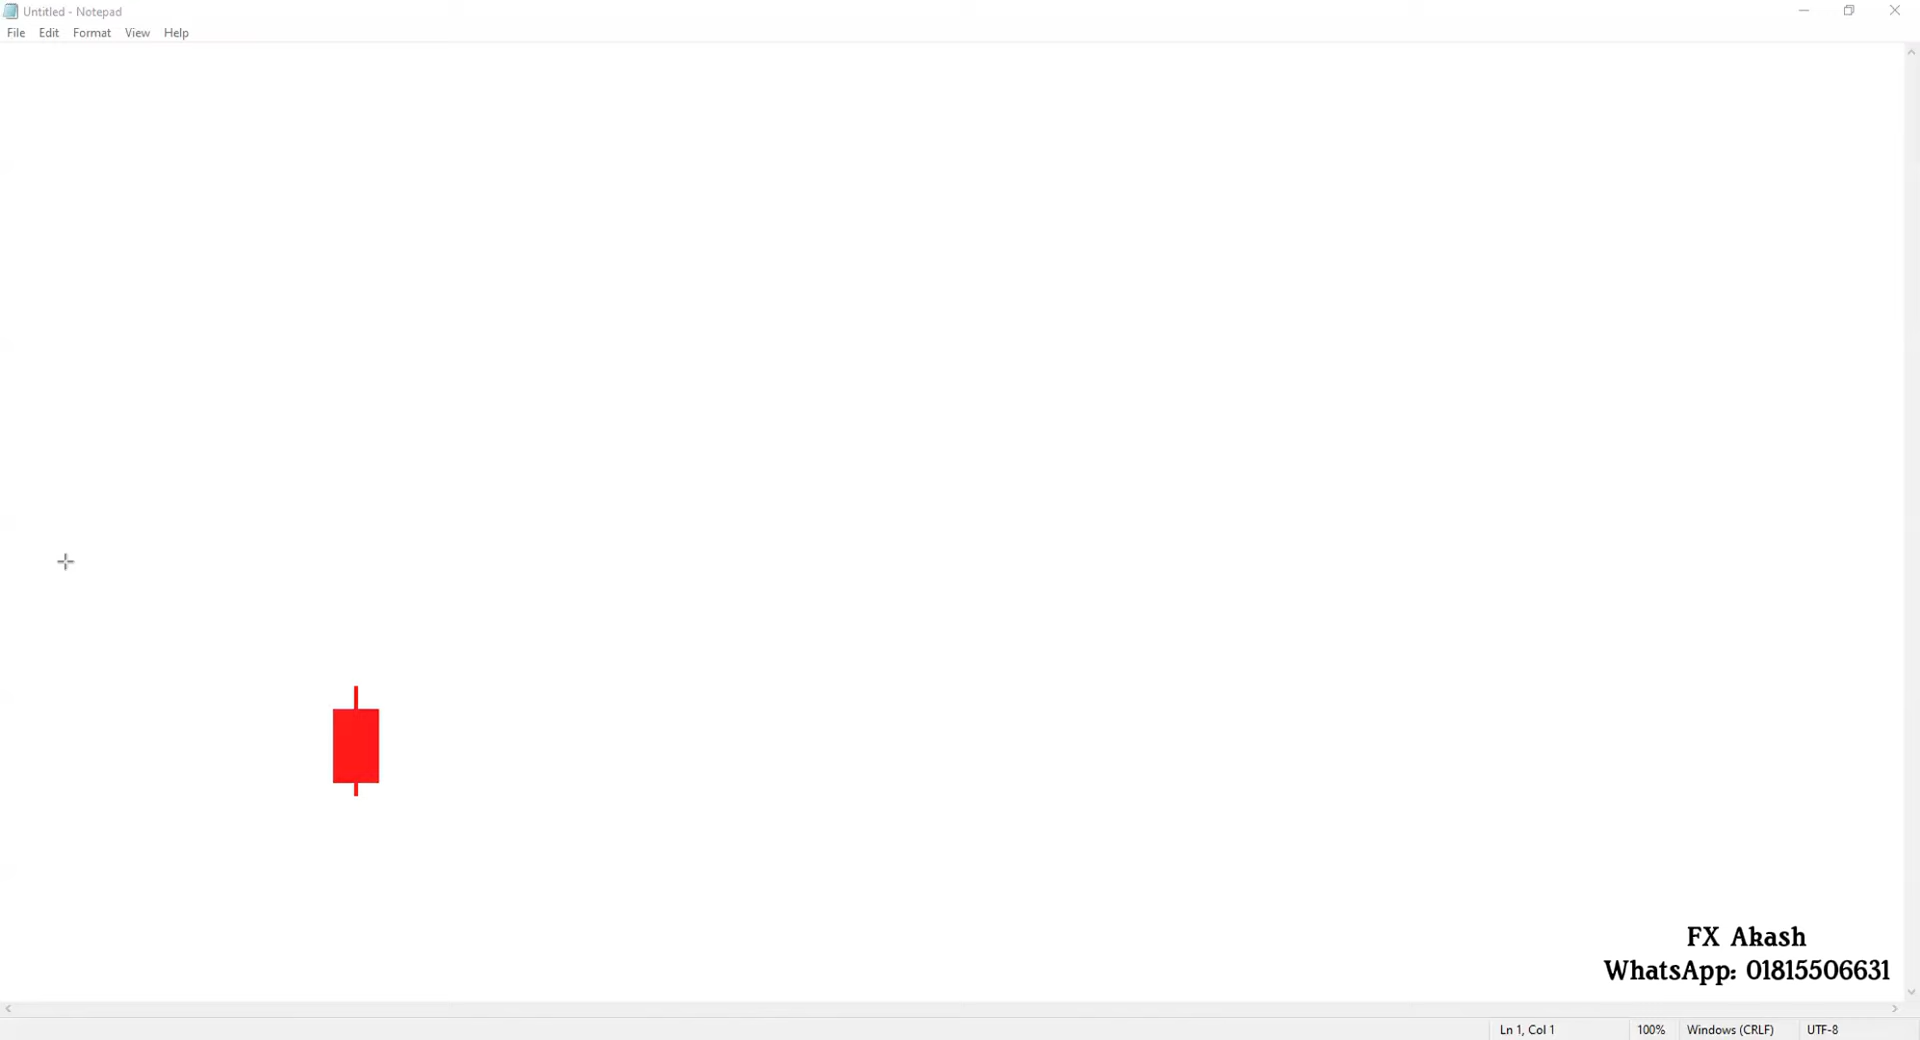 Untitled - Notepad
File Edit Format View Help
FX Akash
WhatsApp: 01815506631
Ln 1, Col 1 100% Windows (CRLF) UTF-8